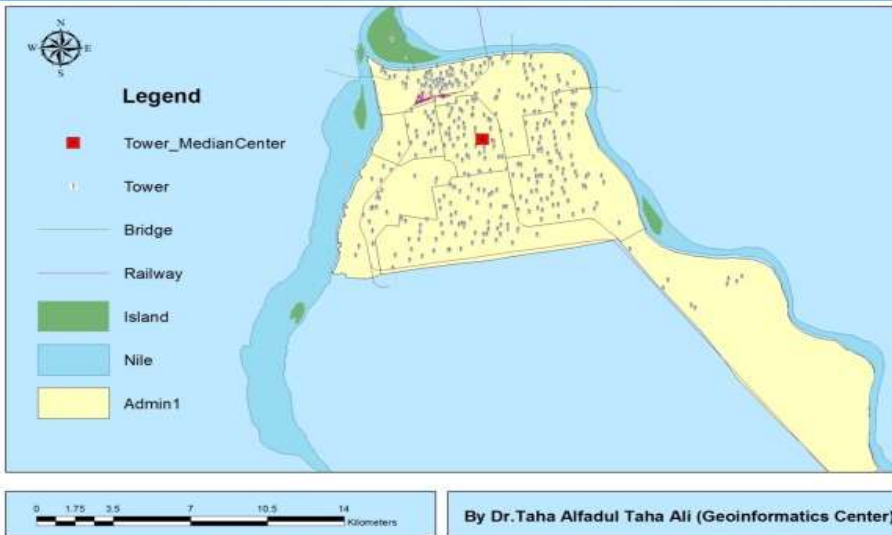 N
W E
S
Legend
Tower_MedianCenter
Tower
Bridge
Railway
Island
Nile
Admin1
0 1.75 3.5 7 10.5 14
Kilometers
By Dr.Taha Alfadul Taha Ali (Geoinformatics Center)